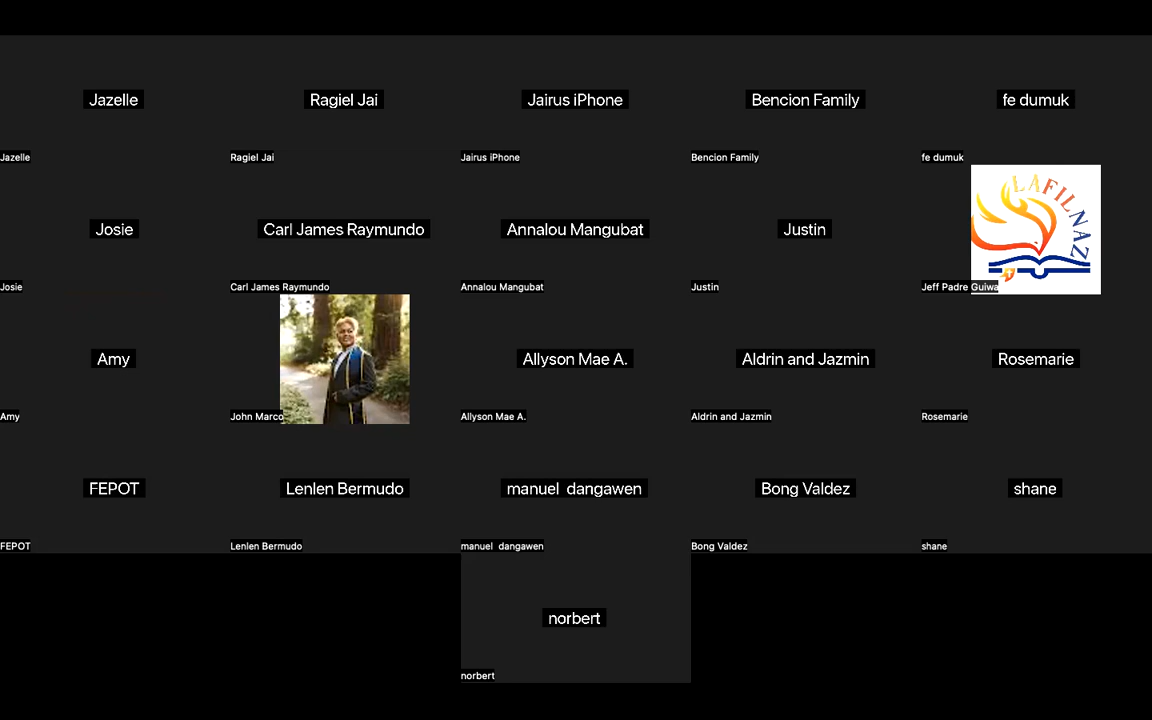 Jazelle
Ragiel Jai
Jairus iPhone
Bencion Family
fe dumuk
Jazelle
Ragiel Jai
Jairus iPhone
Bencion Family
fe dumuk
LAFILNAZ
Josie
Carl James Raymundo
Annalou Mangubat
Justin
Josie
Carl James Raymundo
Annalou Mangubat
Justin
Jeff Padre Guiwa
Amy
Allyson Mae A.
Aldrin and Jazmin
Rosemarie
Amy
John Marco
Allyson Mae A.
Aldrin and Jazmin
Rosemarie
FEPOT
Lenlen Bermudo
manuel  dangawen
Bong Valdez
shane
FEPOT
Lenlen Bermudo
manuel  dangawen
Bong Valdez
shane
norbert
norbert